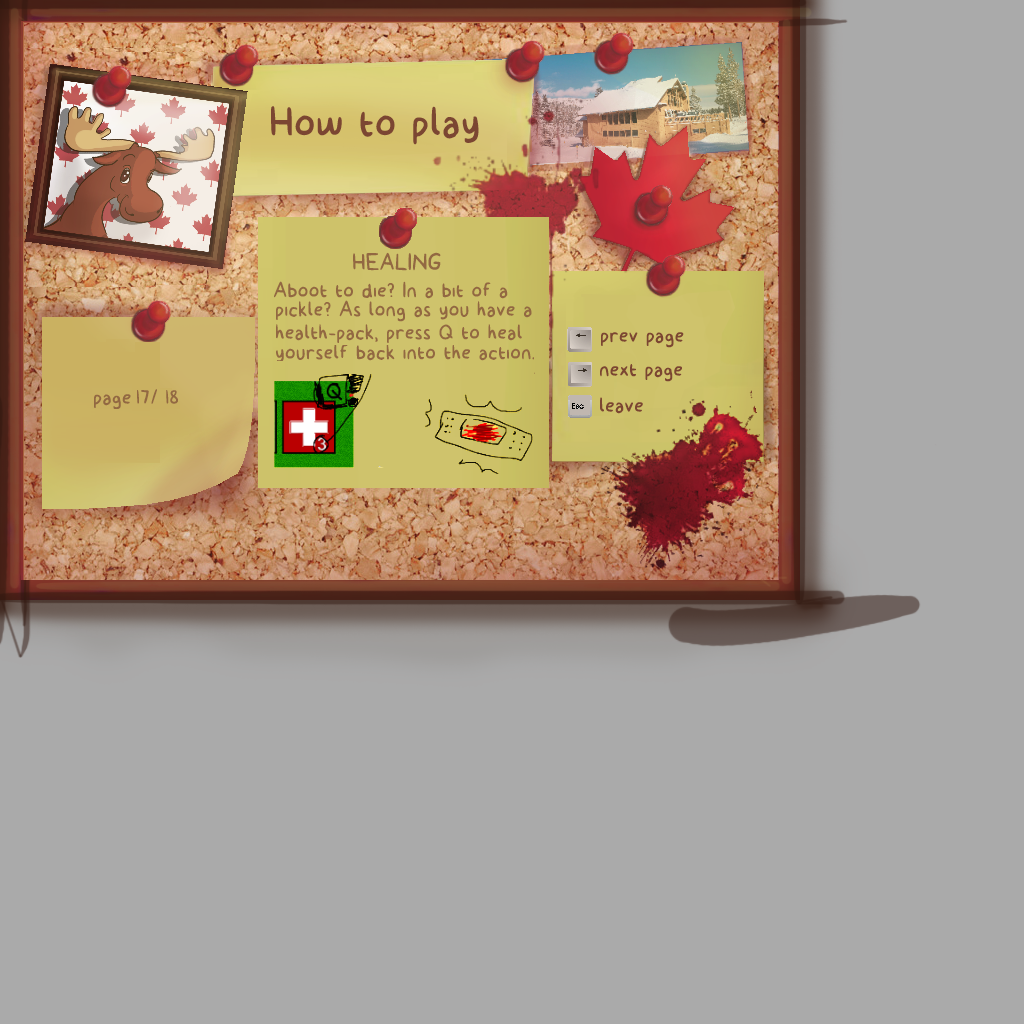 How to play
HEALING
Aboot to die? In a bit of a
pickle? As long as you have a
health-pack, press Q to heal
yourself back into the action.
Q
3
prev page
next page
Esc
leave
page 17/ 18